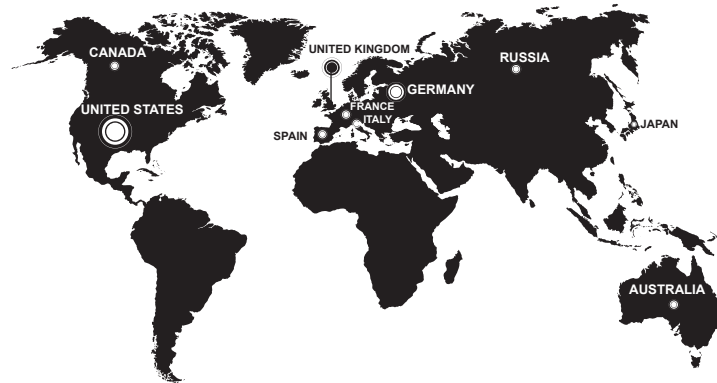 CANADA
UNITED KINGDOM
RUSSIA
GERMANY
UNITED STATES
FRANCE
ITALY
SPAIN
JAPAN
AUSTRALIA